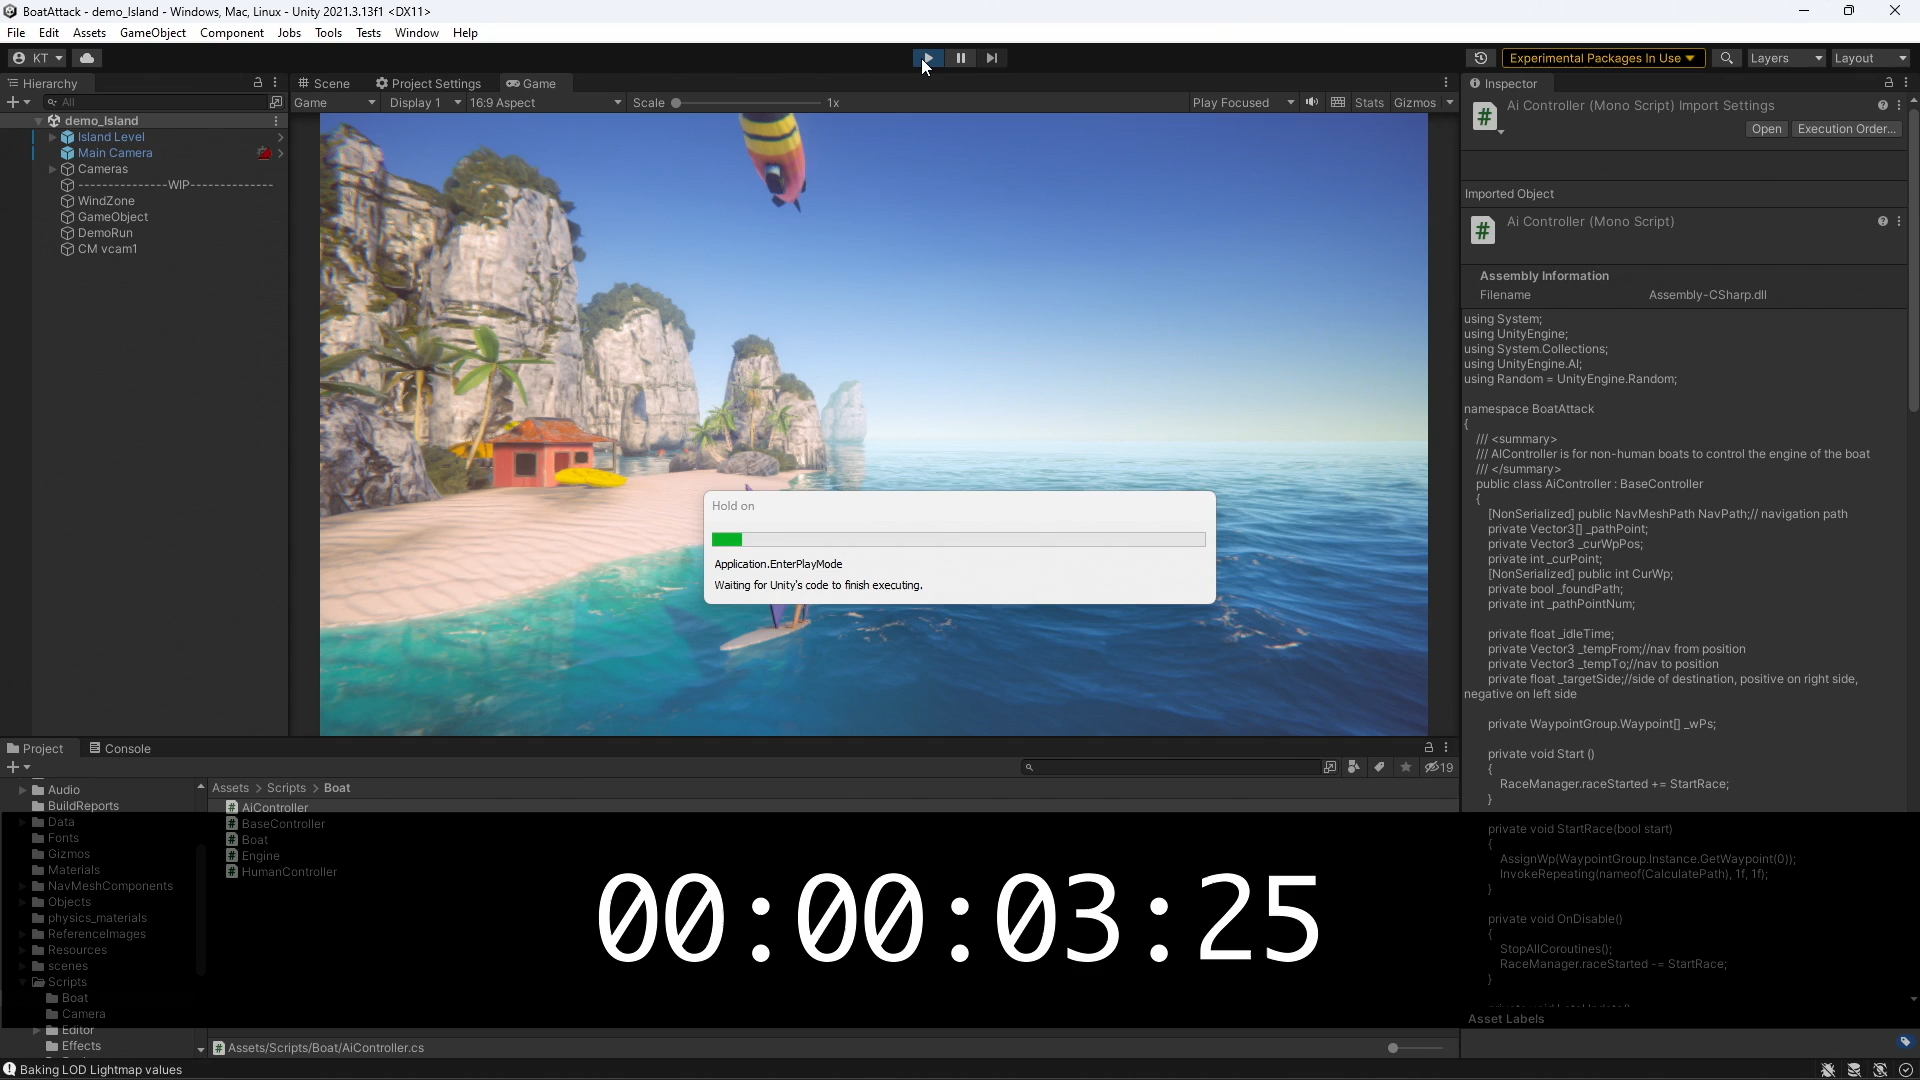 BoatAttack - demo_Island - Windows, Mac, Linux - Unity 2021.3.13f1 <DX11>
File Edit Assets GameObject Component Jobs Tools Tests Window Help
KT
Experimental Packages In Use
Layers
Layout
Hierarchy
All
demo_Island
Island Level
Main Camera
Cameras
---------------WIP--------------
WindZone
GameObject
DemoRun
CM vcam1
Scene
Project Settings
Game
Game
Display 1
16:9 Aspect
Scale
1x
Play Focused
Stats
Gizmos
Hold on
Application.EnterPlayMode
Waiting for Unity's code to finish executing.
Inspector
Ai Controller (Mono Script) Import Settings
Open
Execution Order...
Imported Object
Ai Controller (Mono Script)
Assembly Information
Filename Assembly-CSharp.dll
using System;
using UnityEngine;
using System.Collections;
using UnityEngine.AI;
using Random = UnityEngine.Random;
namespace BoatAttack
{
/// <summary>
/// AIController is for non-human boats to control the engine of the boat
/// </summary>
public class AiController : BaseController
{
[NonSerialized] public NavMeshPath NavPath;// navigation path
private Vector3[] _pathPoint;
private Vector3 _curWpPos;
private int _curPoint;
[NonSerialized] public int CurWp;
private bool _foundPath;
private int _pathPointNum;
private float _idleTime;
private Vector3 _tempFrom;//nav from position
private Vector3 _tempTo;//nav to position
private float _targetSide;//side of destination, positive on right side,
negative on left side
private WaypointGroup.Waypoint[] _wPs;
private void Start ()
{
RaceManager.raceStarted += StartRace;
}
private void StartRace(bool start)
{
AssignWp(WaypointGroup.Instance.GetWaypoint(0));
InvokeRepeating(nameof(CalculatePath), 1f, 1f);
}
private void OnDisable()
{
StopAllCoroutines();
RaceManager.raceStarted -= StartRace;
}
Asset Labels
Project
Console
19
Audio
BuildReports
Data
Fonts
Gizmos
Materials
NavMeshComponents
Objects
physics_materials
ReferenceImages
Resources
scenes
Scripts
Boat
Camera
Editor
Effects
Assets > Scripts > Boat
AiController
BaseController
Boat
Engine
HumanController
00:00:03:25
Assets/Scripts/Boat/AiController.cs
Baking LOD Lightmap values